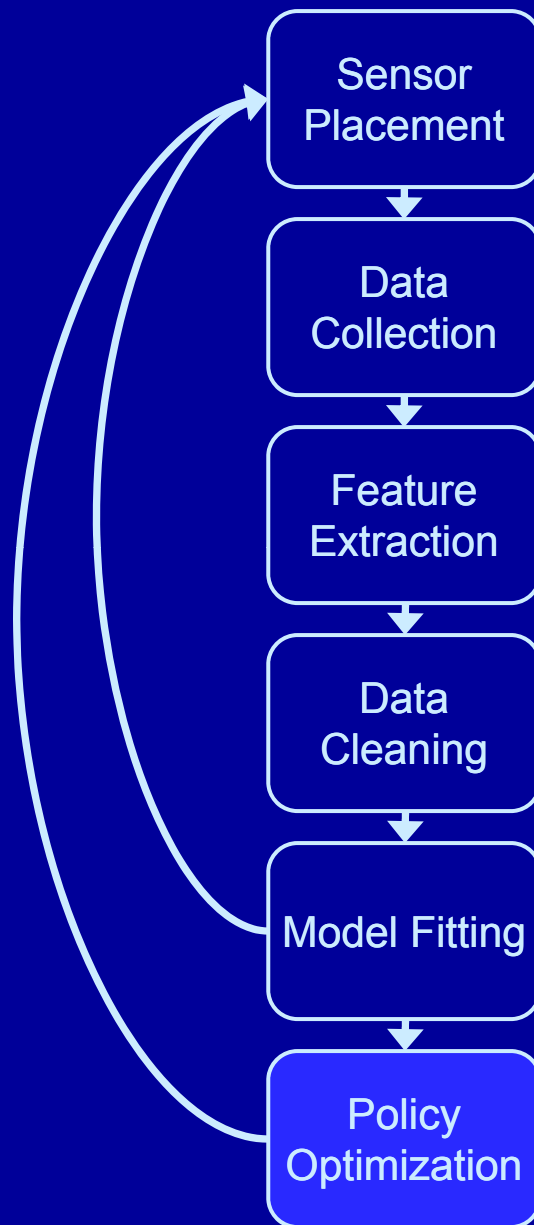 Sensor
Placement
Data
Collection
Feature
Extraction
Data
Cleaning
Model Fitting
Policy
Optimization